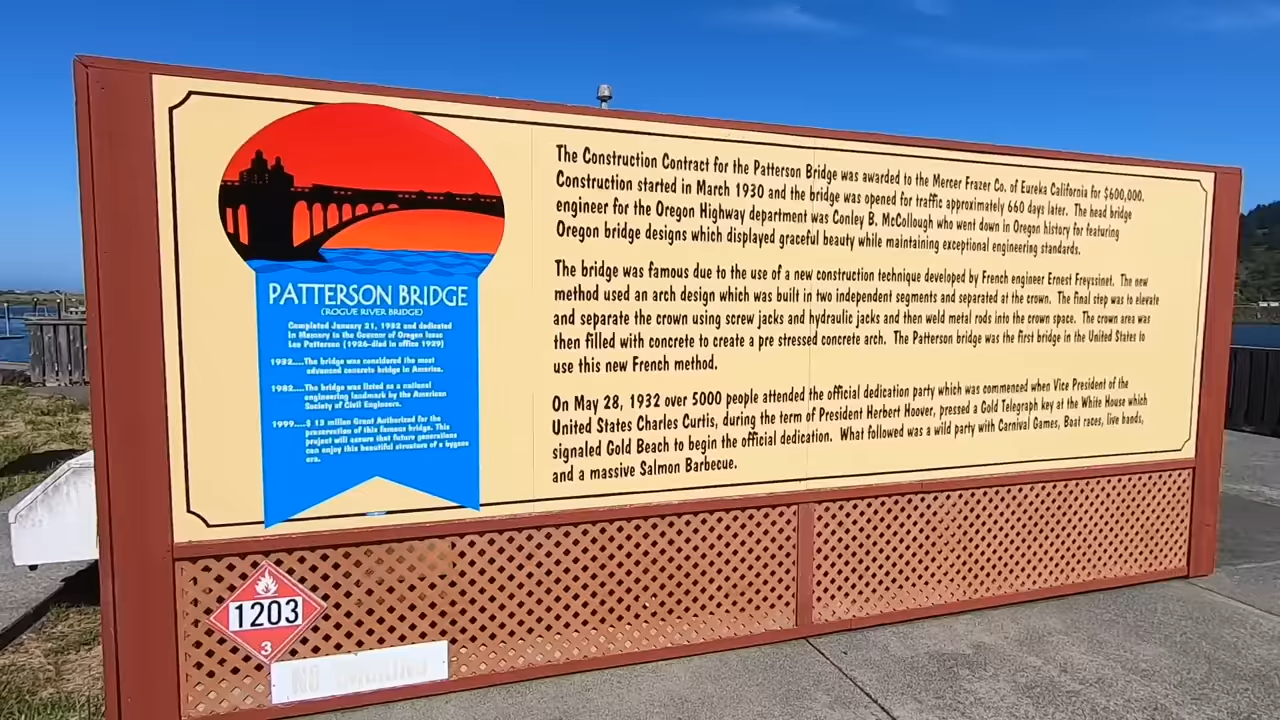 PATTERSON BRIDGE
(ROGUE RIVER BRIDGE)
Completed January 21, 1932 and dedicated
in Memory to the Govenor of Oregon Isaac
Lee Patterson (1926-died in office 1929)
1932....The bridge was considered the most
advanced concrete bridge in America.
1982....The bridge was listed as a national
engineering landmark by the American
Society of Civil Engineers.
1999....$ 13 millon Grant Authorized for the
preservation of this famous bridge. This
project will assure that future generations
can enjoy this beautiful structure of a bygone
era.
The Construction Contract for the Patterson Bridge was awarded to the Mercer Frazer Co. of Eureka California for $600,000.
Construction started in March 1930 and the bridge was opened for traffic approximately 660 days later. The head bridge
engineer for the Oregon Highway department was Conley B. McCollough who went down in Oregon history for featuring
Oregon bridge designs which displayed graceful beauty while maintaining exceptional engineering standards.
The bridge was famous due to the use of a new construction technique developed by French engineer Ernest Freyssinet. The new
method used an arch design which was built in two independent segments and separated at the crown. The final step was to elevate
and separate the crown using screw jacks and hydraulic jacks and then weld metal rods into the crown space. The crown area was
then filled with concrete to create a pre stressed concrete arch. The Patterson bridge was the first bridge in the United States to
use this new French method.
On May 28, 1932 over 5000 people attended the official dedication party which was commenced when Vice President of the
United States Charles Curtis, during the term of President Herbert Hoover, pressed a Gold Telegraph key at the White House which
signaled Gold Beach to begin the official dedication. What followed was a wild party with Carnival Games, Boat races, live bands,
and a massive Salmon Barbecue.
1203
3
NO SMOKING